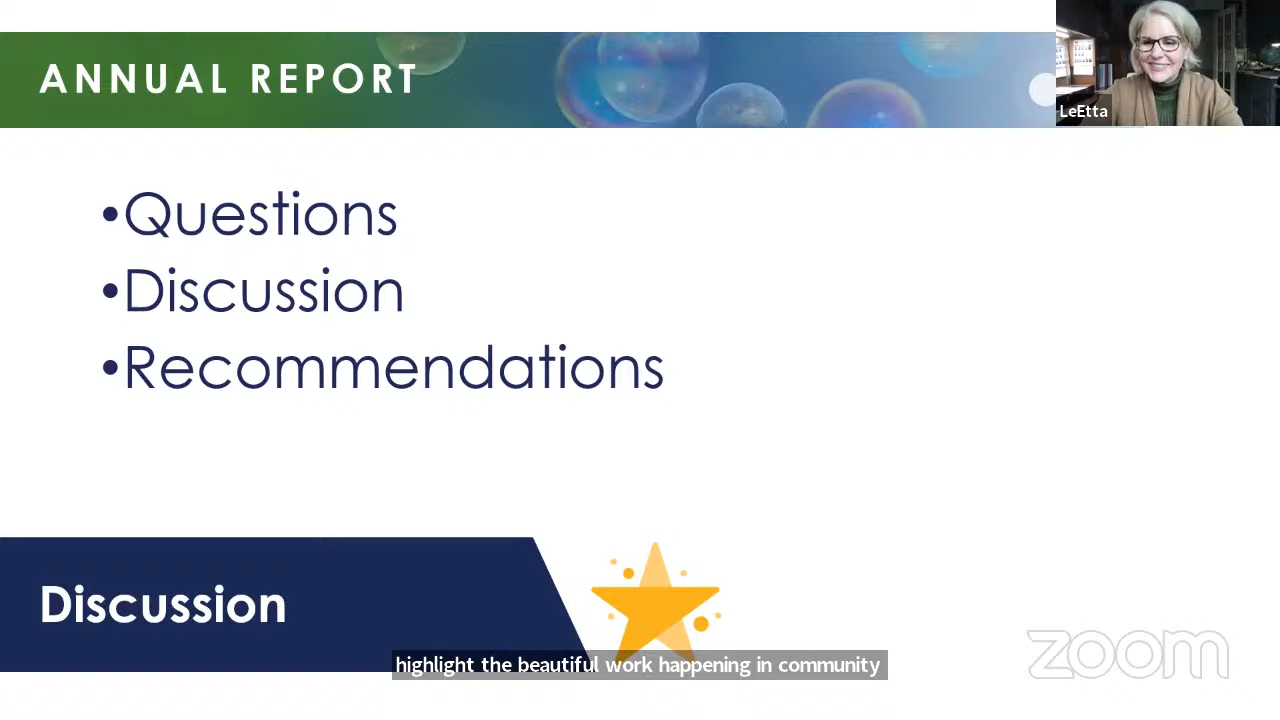 ANNUAL REPORT
LeEtta
•Questions
•Discussion
•Recommendations
Discussion
highlight the beautiful work happening in community
zoom